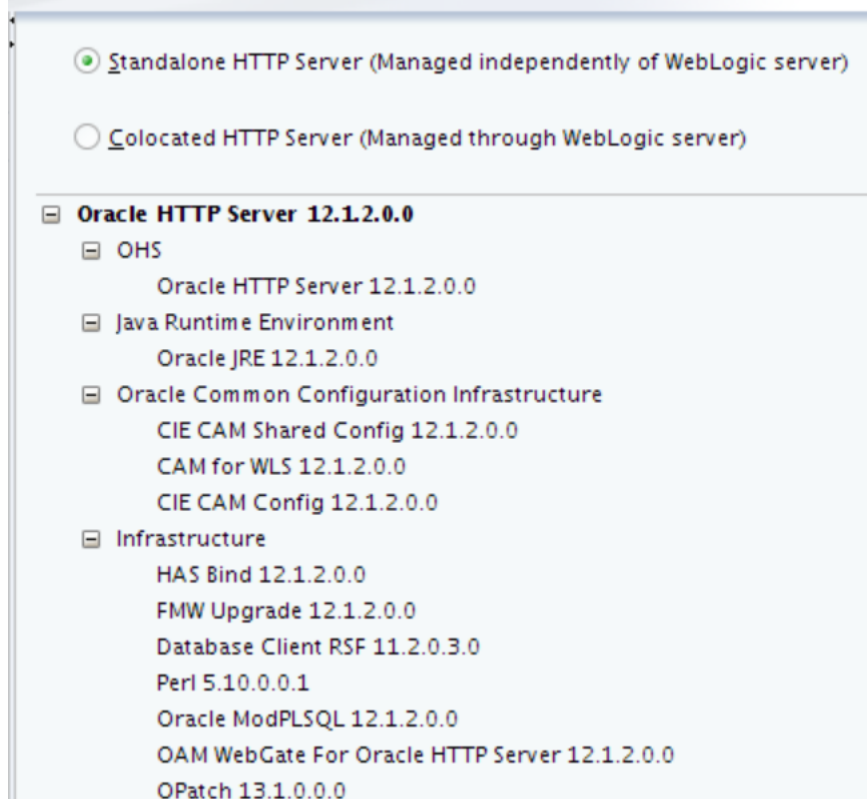 Standalone HTTP Server (Managed independently of WebLogic server)
Colocated HTTP Server (Managed through WebLogic server)
Oracle HTTP Server 12.1.2.0.0
OHS
Oracle HTTP Server 12.1.2.0.0
Java Runtime Environment
Oracle JRE 12.1.2.0.0
Oracle Common Configuration Infrastructure
CIE CAM Shared Config 12.1.2.0.0
CAM for WLS 12.1.2.0.0
CIE CAM Config 12.1.2.0.0
Infrastructure
HAS Bind 12.1.2.0.0
FMW Upgrade 12.1.2.0.0
Database Client RSF 11.2.0.3.0
Perl 5.10.0.0.1
Oracle ModPLSQL 12.1.2.0.0
OAM WebGate For Oracle HTTP Server 12.1.2.0.0
OPatch 13.1.0.0.0